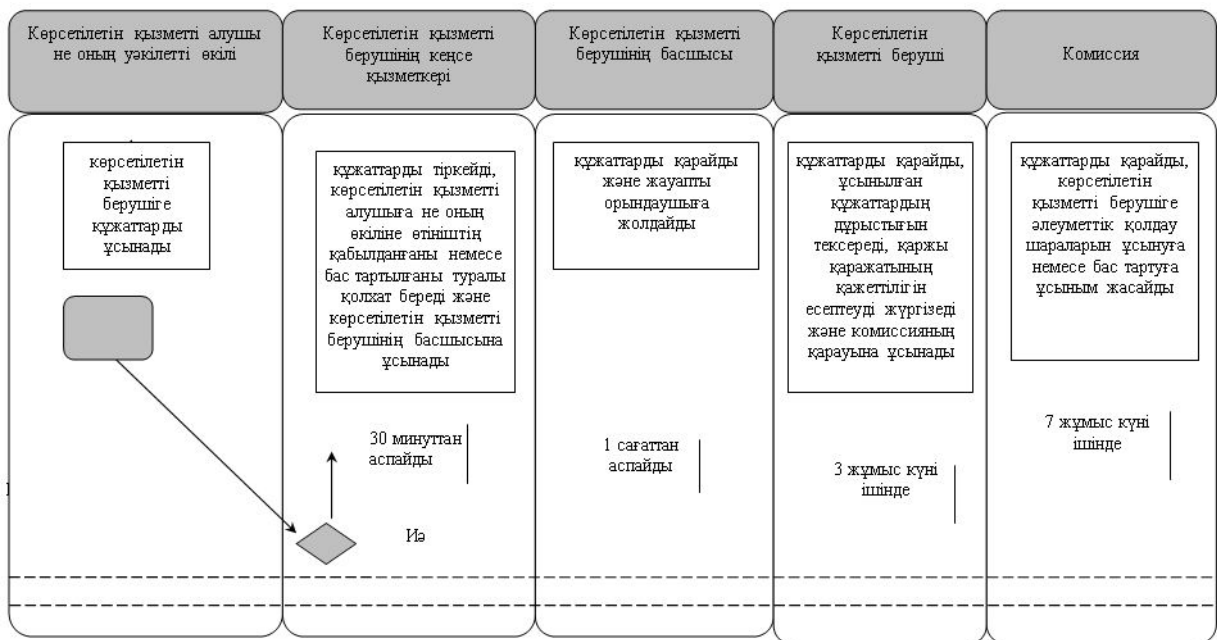 Көрсетілетін қызметті алушы
не оның уәкілетті өкілі
Көрсетілетін қызметті
берушінің кеңсе
қызметкері
Көрсетілетін қызметті
берушінің басшысы
Көрсетілетін
қызметті беруші
Комиссия
көрсетілетін
қызметті
берушіге
құжаттарды
ұсынады
құжаттарды тіркейді,
көрсетілетін қызметті
алушыға не оның
өкіліне өтініштің
қабылданғаны немесе
бас тартылғаны туралы
қолхат береді және
көрсетілетін қызметті
берушінің басшысына
ұсынады
құжаттарды қарайды
және жауапты
орындаушыға
жолдайды
құжаттарды қарайды,
ұсынылған
құжаттардың
дұрыстығын
тексереді, қаржы
қаражатының
қажеттілігін
есептеуді жүргізеді
және комиссияның
қарауына ұсынады
құжаттарды қарайды,
көрсетілетін
қызметті берушіге
әлеуметтік қолдау
шараларын ұсынуға
немесе бас тартуға
ұсыным жасайды
30 минуттан
аспайды
1 сағаттан
аспайды
3 жұмыс күні
ішінде
7 жұмыс күні
ішінде
Иә